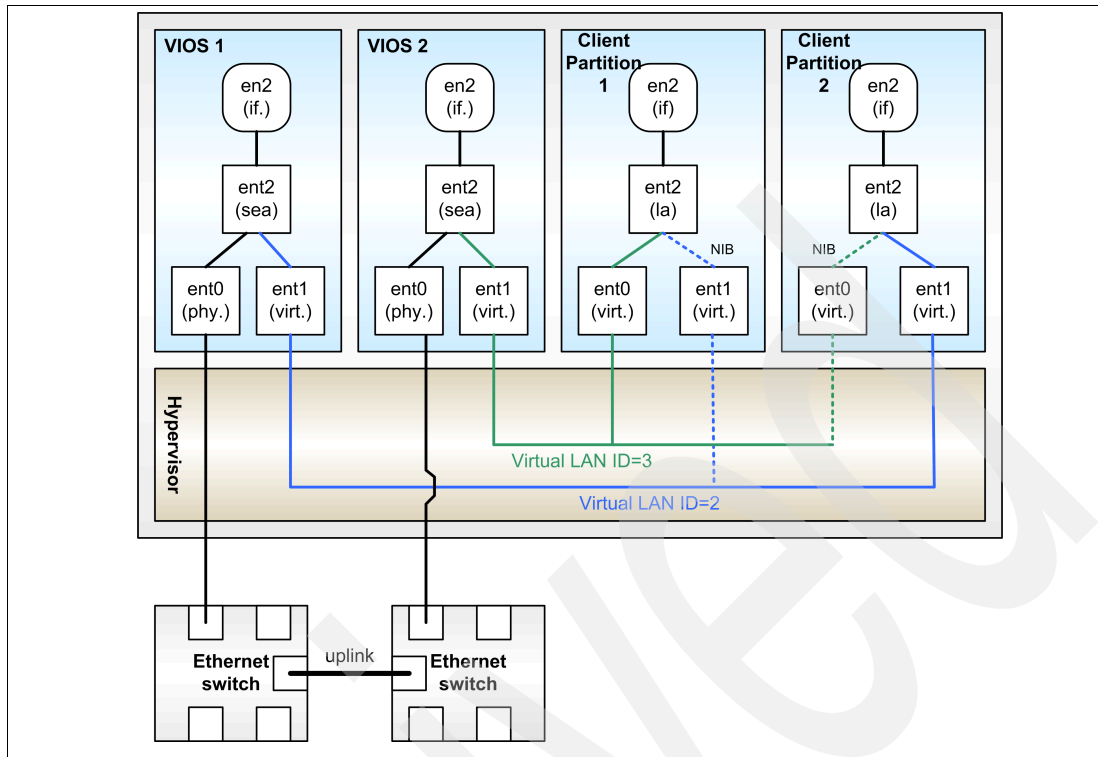 VIOS 1
en2
(if.)
ent2
(sea)
ent0
(phy.)
ent1
(virt.)
VIOS 2
en2
(if.)
ent2
(sea)
ent0
(phy.)
ent1
(virt.)
Client
Partition
1
en2
(if)
ent2
(la)
NIB
ent0
(virt.)
ent1
(virt.)
Client
Partition
2
en2
(if)
ent2
(la)
NIB
ent0
(virt.)
ent1
(virt.)
Hypervisor
Virtual LAN ID=3
Virtual LAN ID=2
Ethernet
switch
uplink
Ethernet
switch